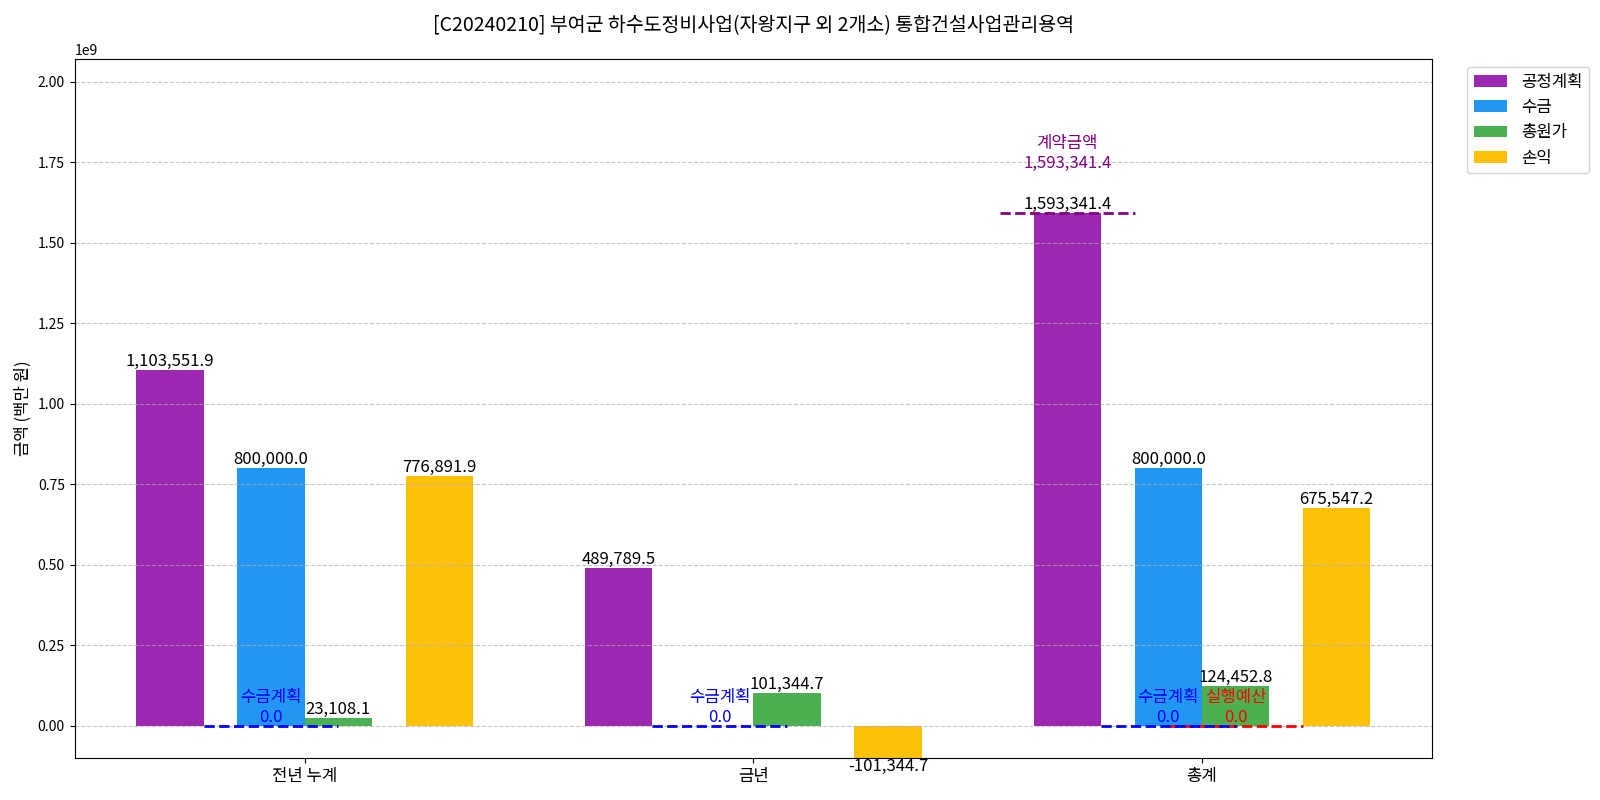 [C20240210] 부여군 하수도정비사업(자왕지구 외 2개소) 통합건설사업관리용역
1e9
공정계획
수금
총원가
손익
금액 (백만 원)
2.00
1.75
1.50
1.25
1.00
0.75
0.50
0.25
0.00
1,103,551.9
800,000.0
수금계획
0.0
23,108.1
776,891.9
489,789.5
수금계획
0.0
101,344.7
-101,344.7
계약금액
1,593,341.4
1,593,341.4
800,000.0
수금계획
0.0
124,452.8
실행예산
0.0
675,547.2
전년 누계
금년
총계